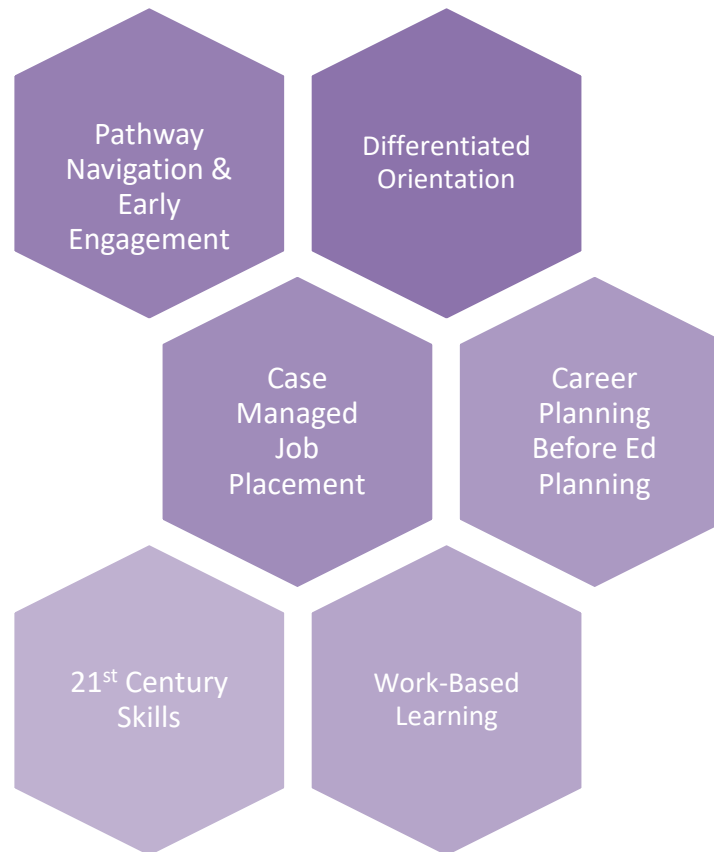 Pathway
Navigation &
Early
Engagement
Differentiated
Orientation
Case
Managed
Job
Placement
Career
Planning
Before Ed
Planning
21st Century
Skills
Work-Based
Learning